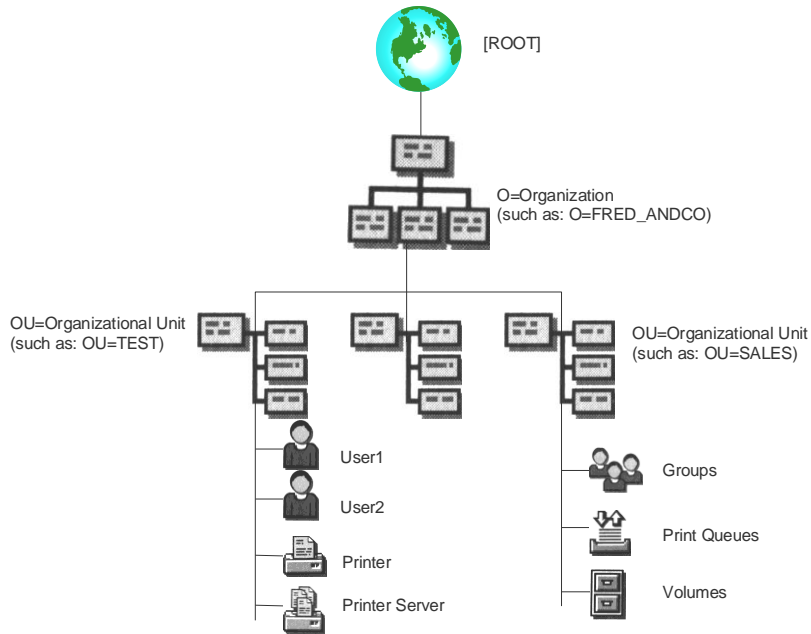 [ROOT]
O=Organization
(such as: O=FRED_ANDCO)
OU=Organizational Unit
(such as: OU=TEST)
OU=Organizational Unit
(such as: OU=SALES)
User1
User2
Printer
Printer Server
Groups
Print Queues
Volumes